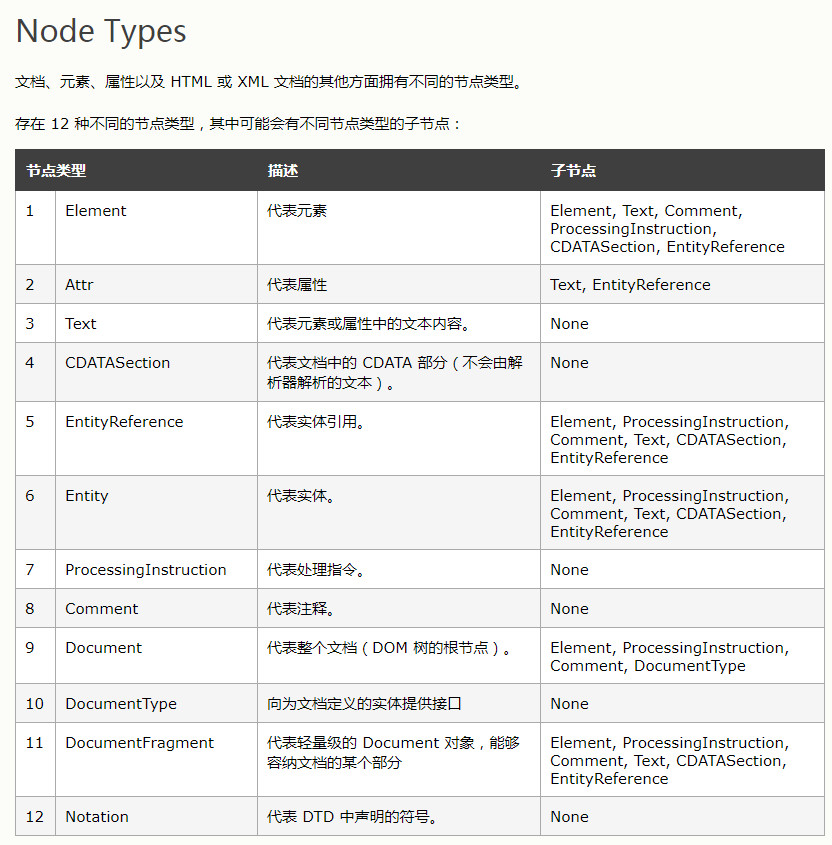 Node Types
文档、元素、属性以及 HTML 或 XML 文档的其他方面拥有不同的节点类型。
存在 12 种不同的节点类型，其中可能会有不同节点类型的子节点：
节点类型 描述 子节点
1 Element 代表元素 Element, Text, Comment,
ProcessingInstruction,
CDATASection, EntityReference
2 Attr 代表属性 Text, EntityReference
3 Text 代表元素或属性中的文本内容。 None
4 CDATASection 代表文档中的 CDATA 部分（不会由解 None
析器解析的文本）。
5 EntityReference 代表实体引用。 Element, ProcessingInstruction,
Comment, Text, CDATASection,
EntityReference
6 Entity 代表实体。 Element, ProcessingInstruction,
Comment, Text, CDATASection,
EntityReference
7 ProcessingInstruction 代表处理指令。 None
8 Comment 代表注释。 None
9 Document 代表整个文档（DOM 树的根节点）。 Element, ProcessingInstruction,
Comment, DocumentType
10 DocumentType 向为文档定义的实体提供接口 None
11 DocumentFragment 代表轻量级的 Document 对象，能够 Element, ProcessingInstruction,
容纳文档的某个部分 Comment, Text, CDATASection,
EntityReference
12 Notation 代表 DTD 中声明的符号。 None